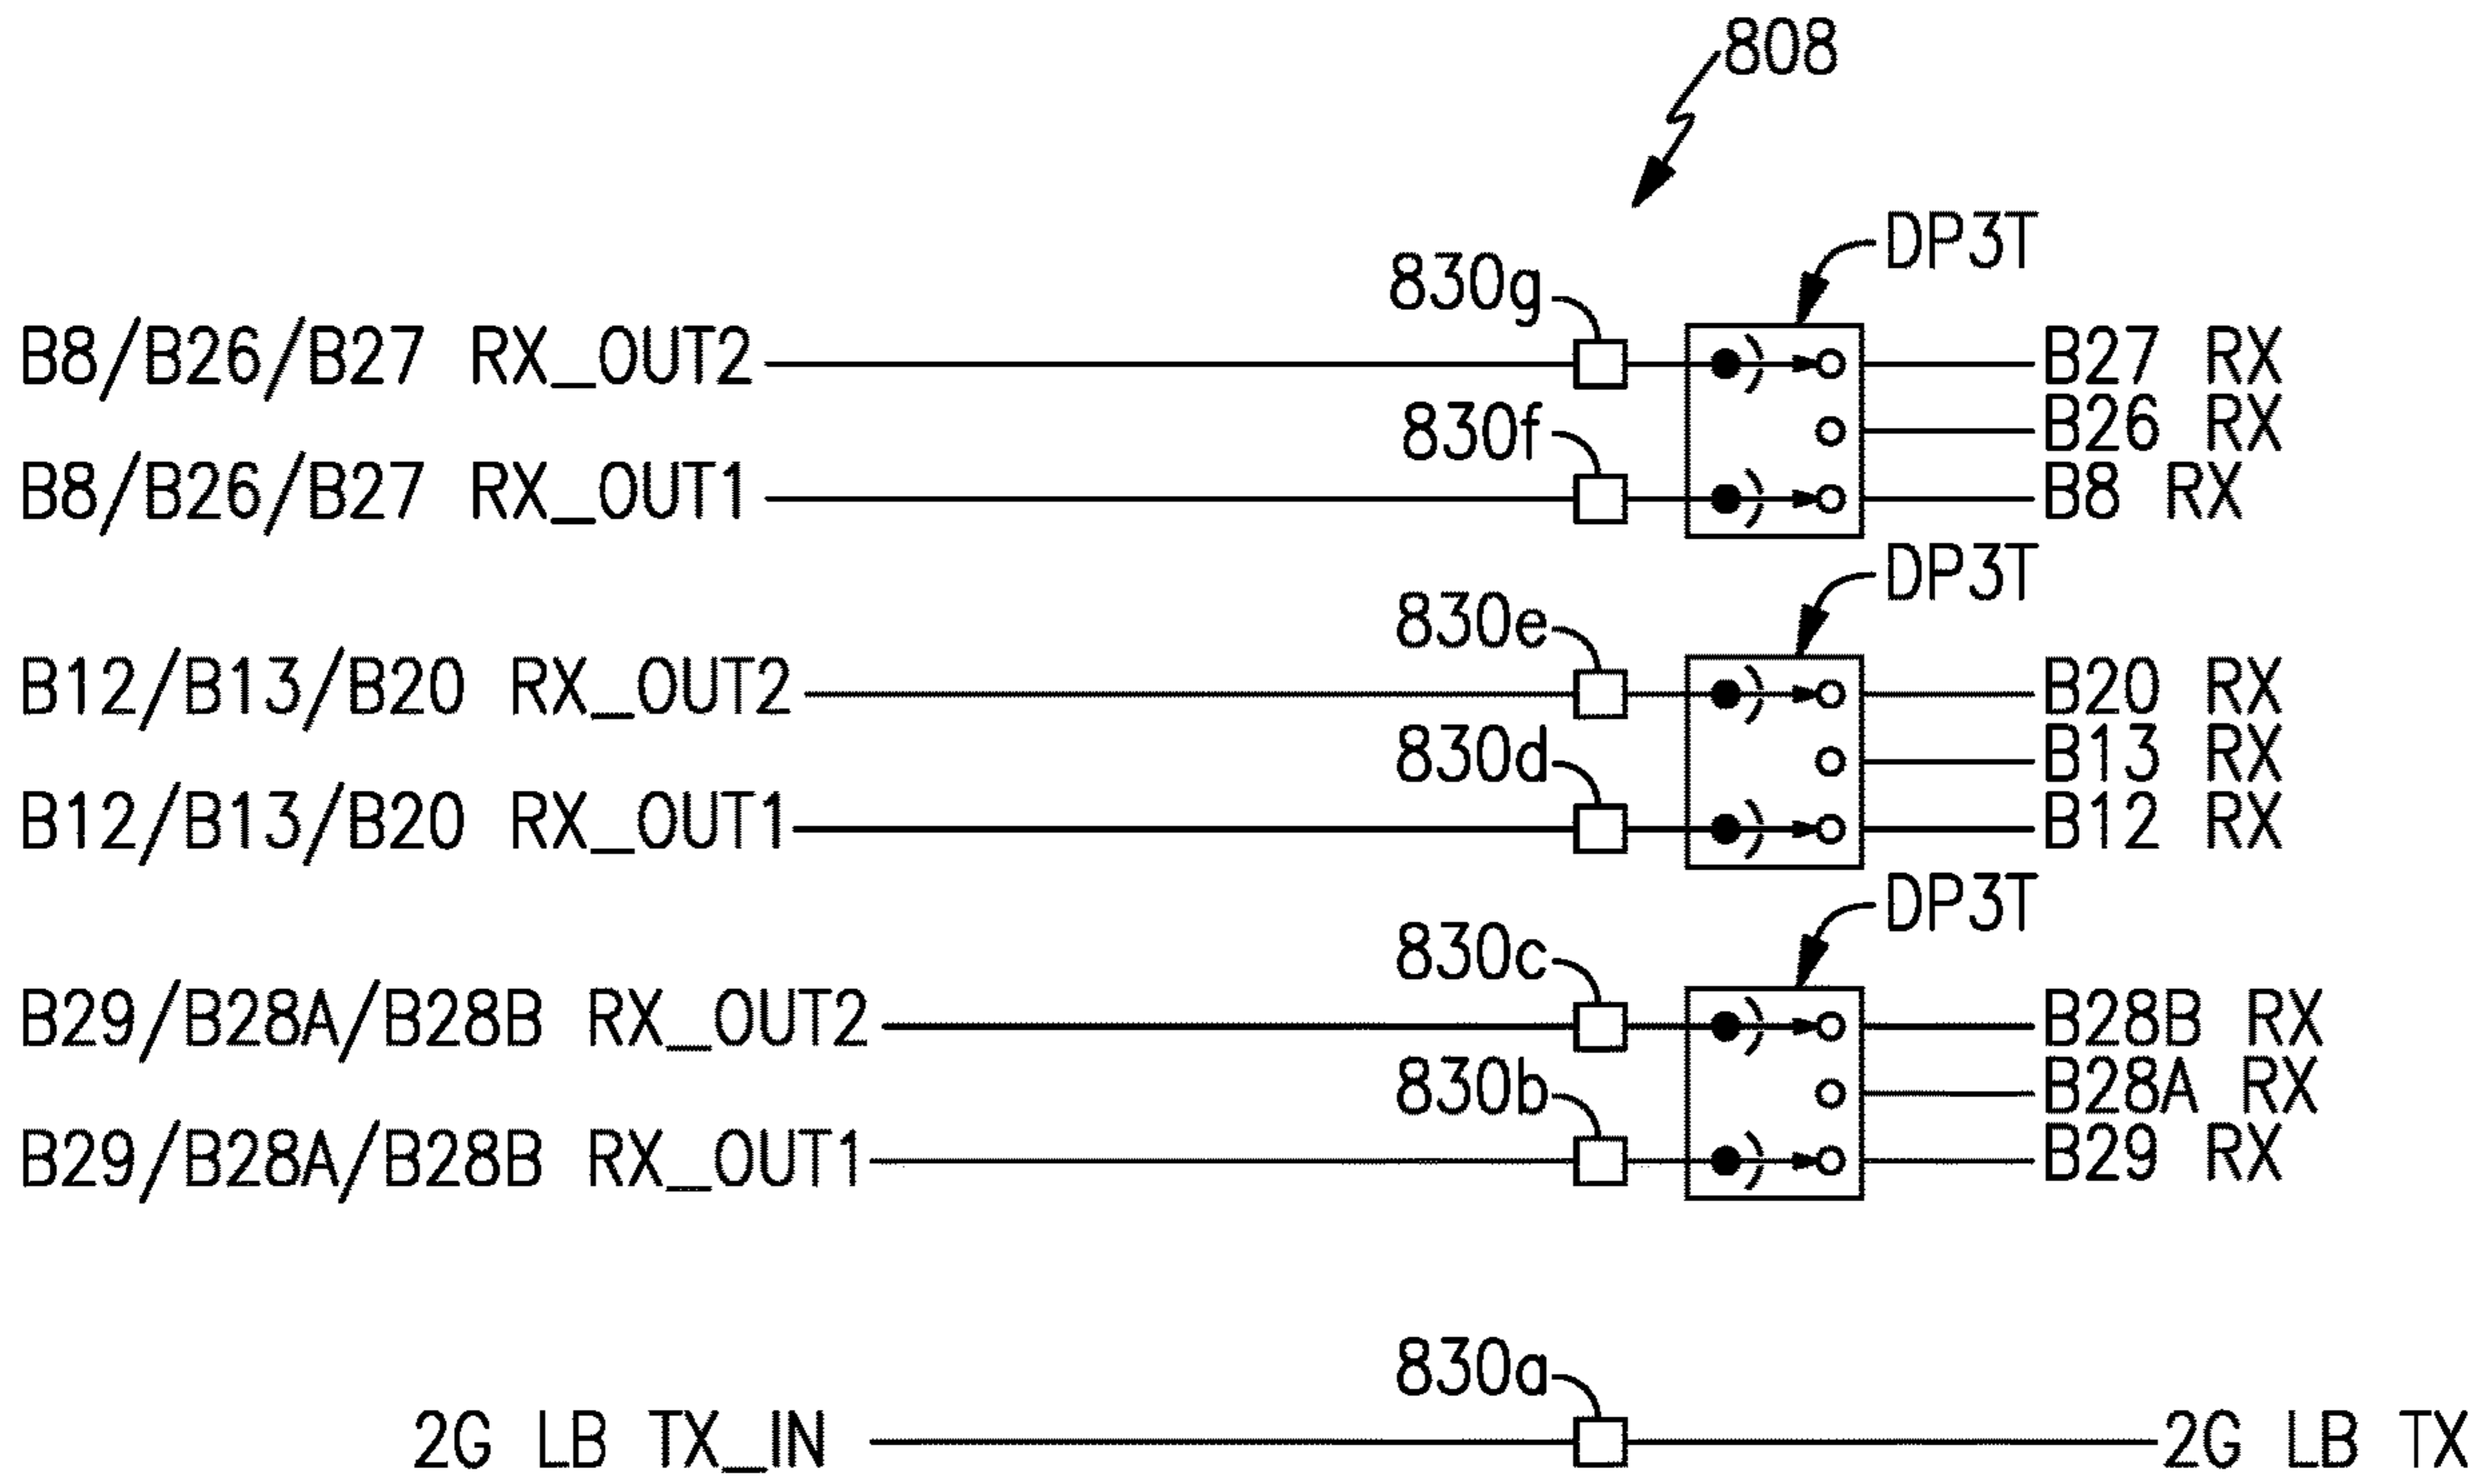 808
DP3T
830g
B8/B26/B27 RX_OUT2
B27 RX
B26 RX
830f
B8/B26/B27 RX_OUT1
B8 RX
DP3T
830e
B12/B13/B20 RX_OUT2
B20 RX
B13 RX
830d
B12/B13/B20 RX_OUT1
B12 RX
DP3T
830c
B29/B28A/B28B RX_OUT2
B28B RX
B28A RX
830b
B29/B28A/B28B RX_OUT1
B29 RX
830a
2G LB TX_IN
2G LB TX